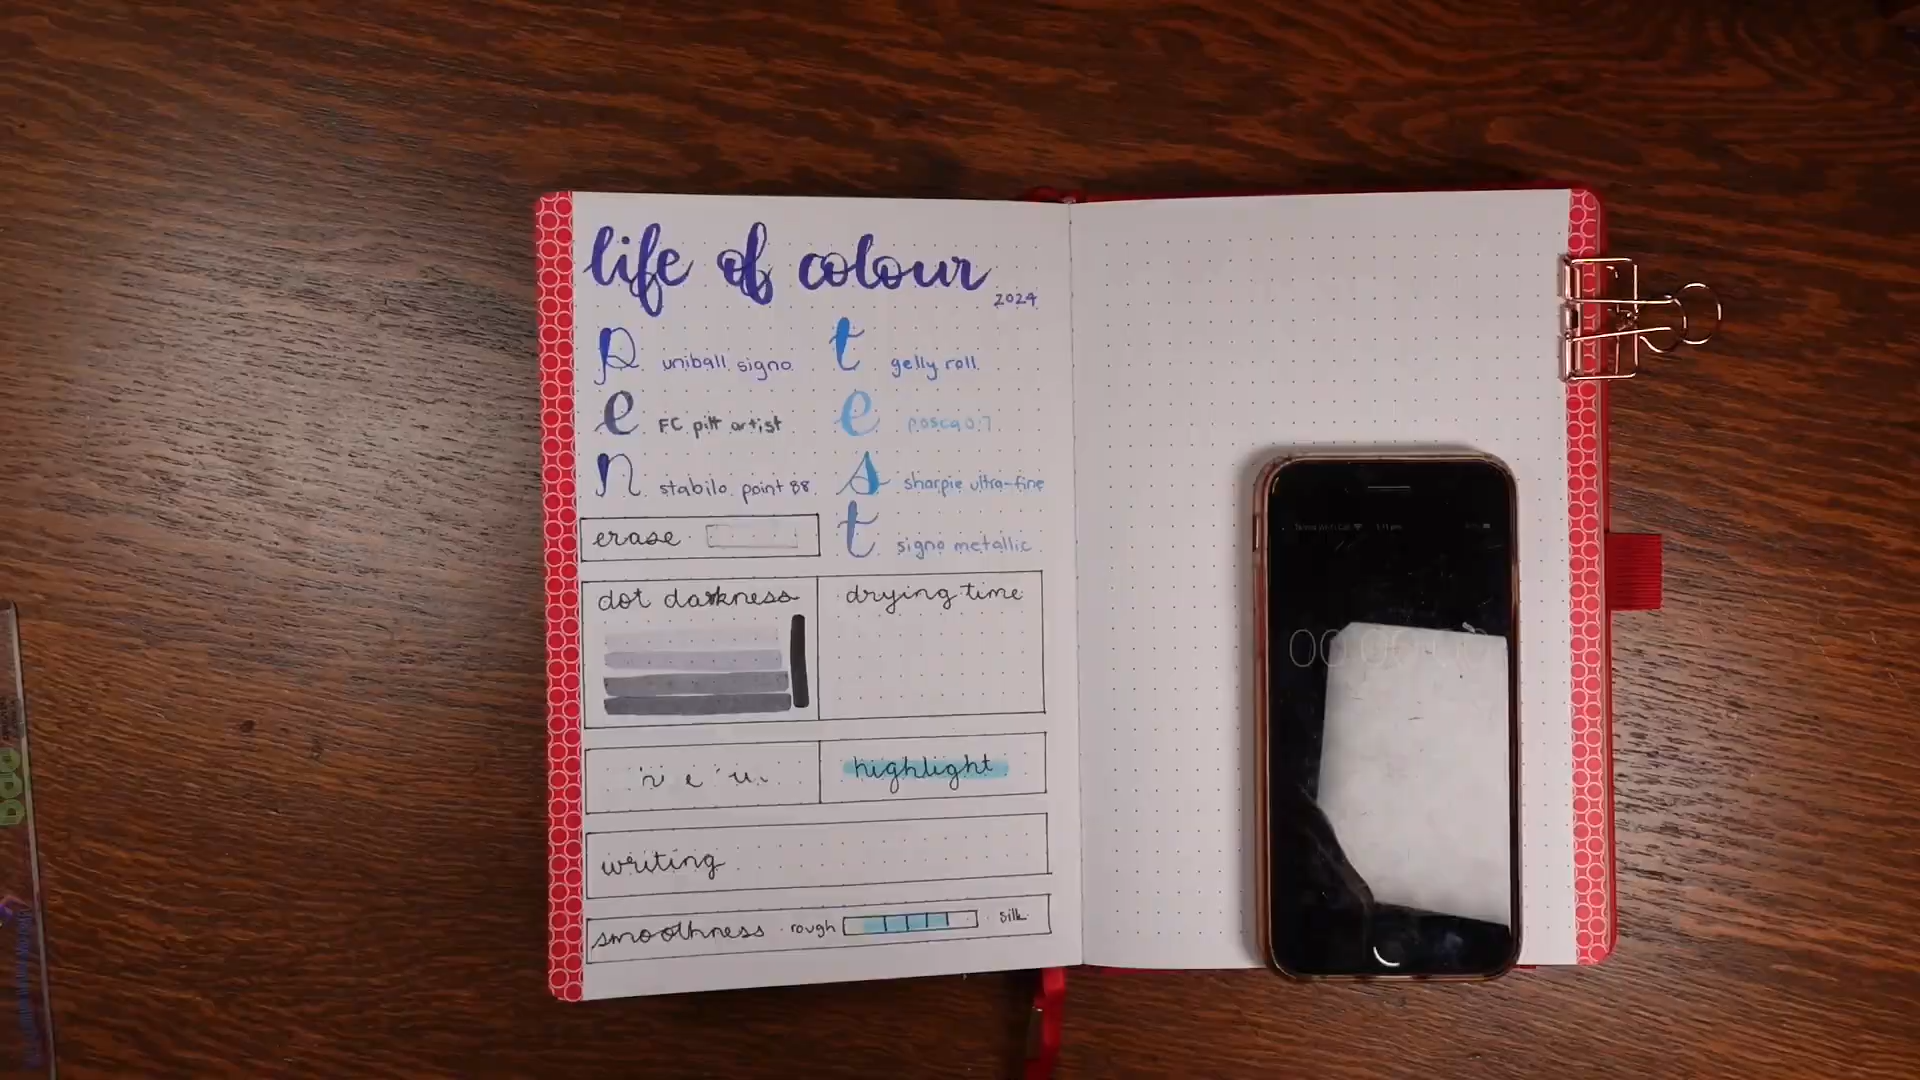 life of colour
2024
P uniball signo
t gelly roll
e FC pitt artist
e posca 0.7
n stabilo point 88
s sharpie ultra-fine
t signo metallic
erase
dot darkness
drying time
highlight
writing
smoothness rough silk